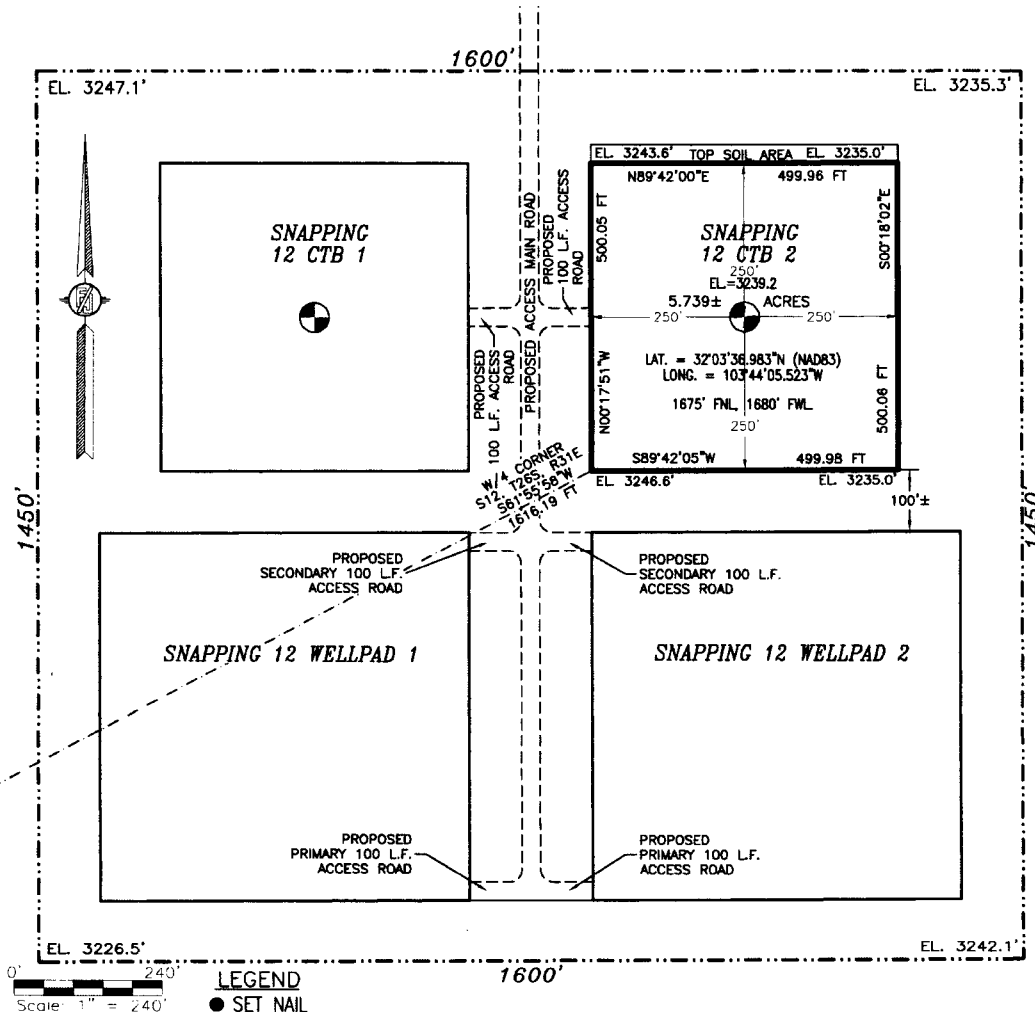 1600'
EL. 3247.1'
EL. 3235.3'
EL. 3243.6' TOP SOIL AREA EL. 3235.0'
N89°42'00"E 499.96 FT
500.05 FT
S00°18'02"E
SNAPPING
12 CTB 1
SNAPPING
12 CTB 2
250'
EL.=3239.2
5.739± ACRES
250' 250'
LAT. = 32°03'36.983"N (NAD83)
LONG. = 103°44'05.523"W
1675' FNL, 1680' FWL
250'
N00°17'51"W
500.06 FT
S89°42'05"W 499.98 FT
EL. 3246.6' EL. 3235.0'
100'±
PROPOSED ACCESS MAIN ROAD
PROPOSED
100 L.F. ACCESS
ROAD
PROPOSED
100 L.F. ACCESS
ROAD
W/4 CORNER
S12, T26S, R31E
S61°55'58"W
1616.19 FT
1450'
1450'
PROPOSED
SECONDARY 100 L.F.
ACCESS ROAD
PROPOSED
SECONDARY 100 L.F.
ACCESS ROAD
SNAPPING 12 WELLPAD 1
SNAPPING 12 WELLPAD 2
PROPOSED
PRIMARY 100 L.F.
ACCESS ROAD
PROPOSED
PRIMARY 100 L.F.
ACCESS ROAD
EL. 3226.5'
EL. 3242.1'
1600'
0' 240'
Scale: 1" = 240'
LEGEND
SET NAIL